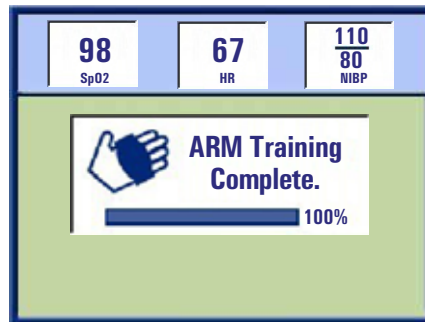 98
SpO2
67
HR
110
80
NIBP
ARM Training
Complete.
100%